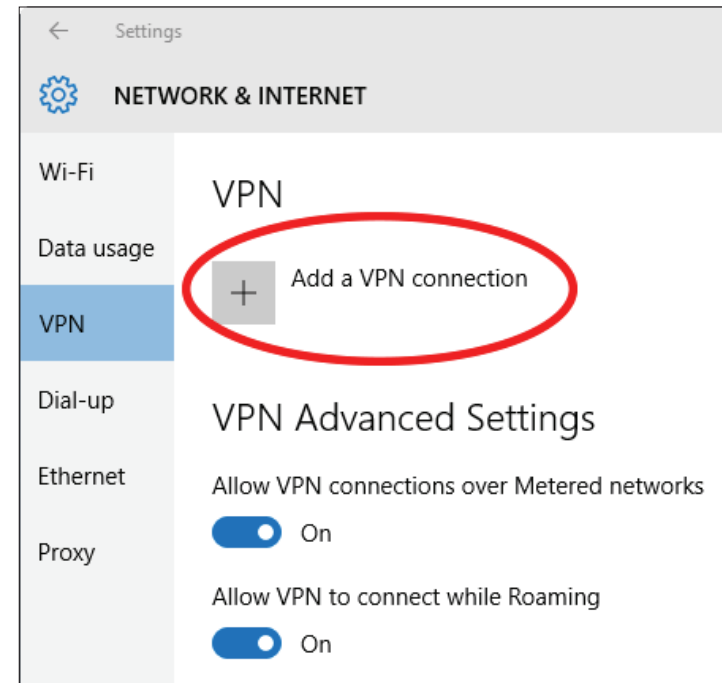 Settings
NETWORK & INTERNET
Wi-Fi
Data usage
VPN
Dial-up
Ethernet
Proxy
VPN
Add a VPN connection
VPN Advanced Settings
Allow VPN connections over Metered networks
On
Allow VPN to connect while Roaming
On